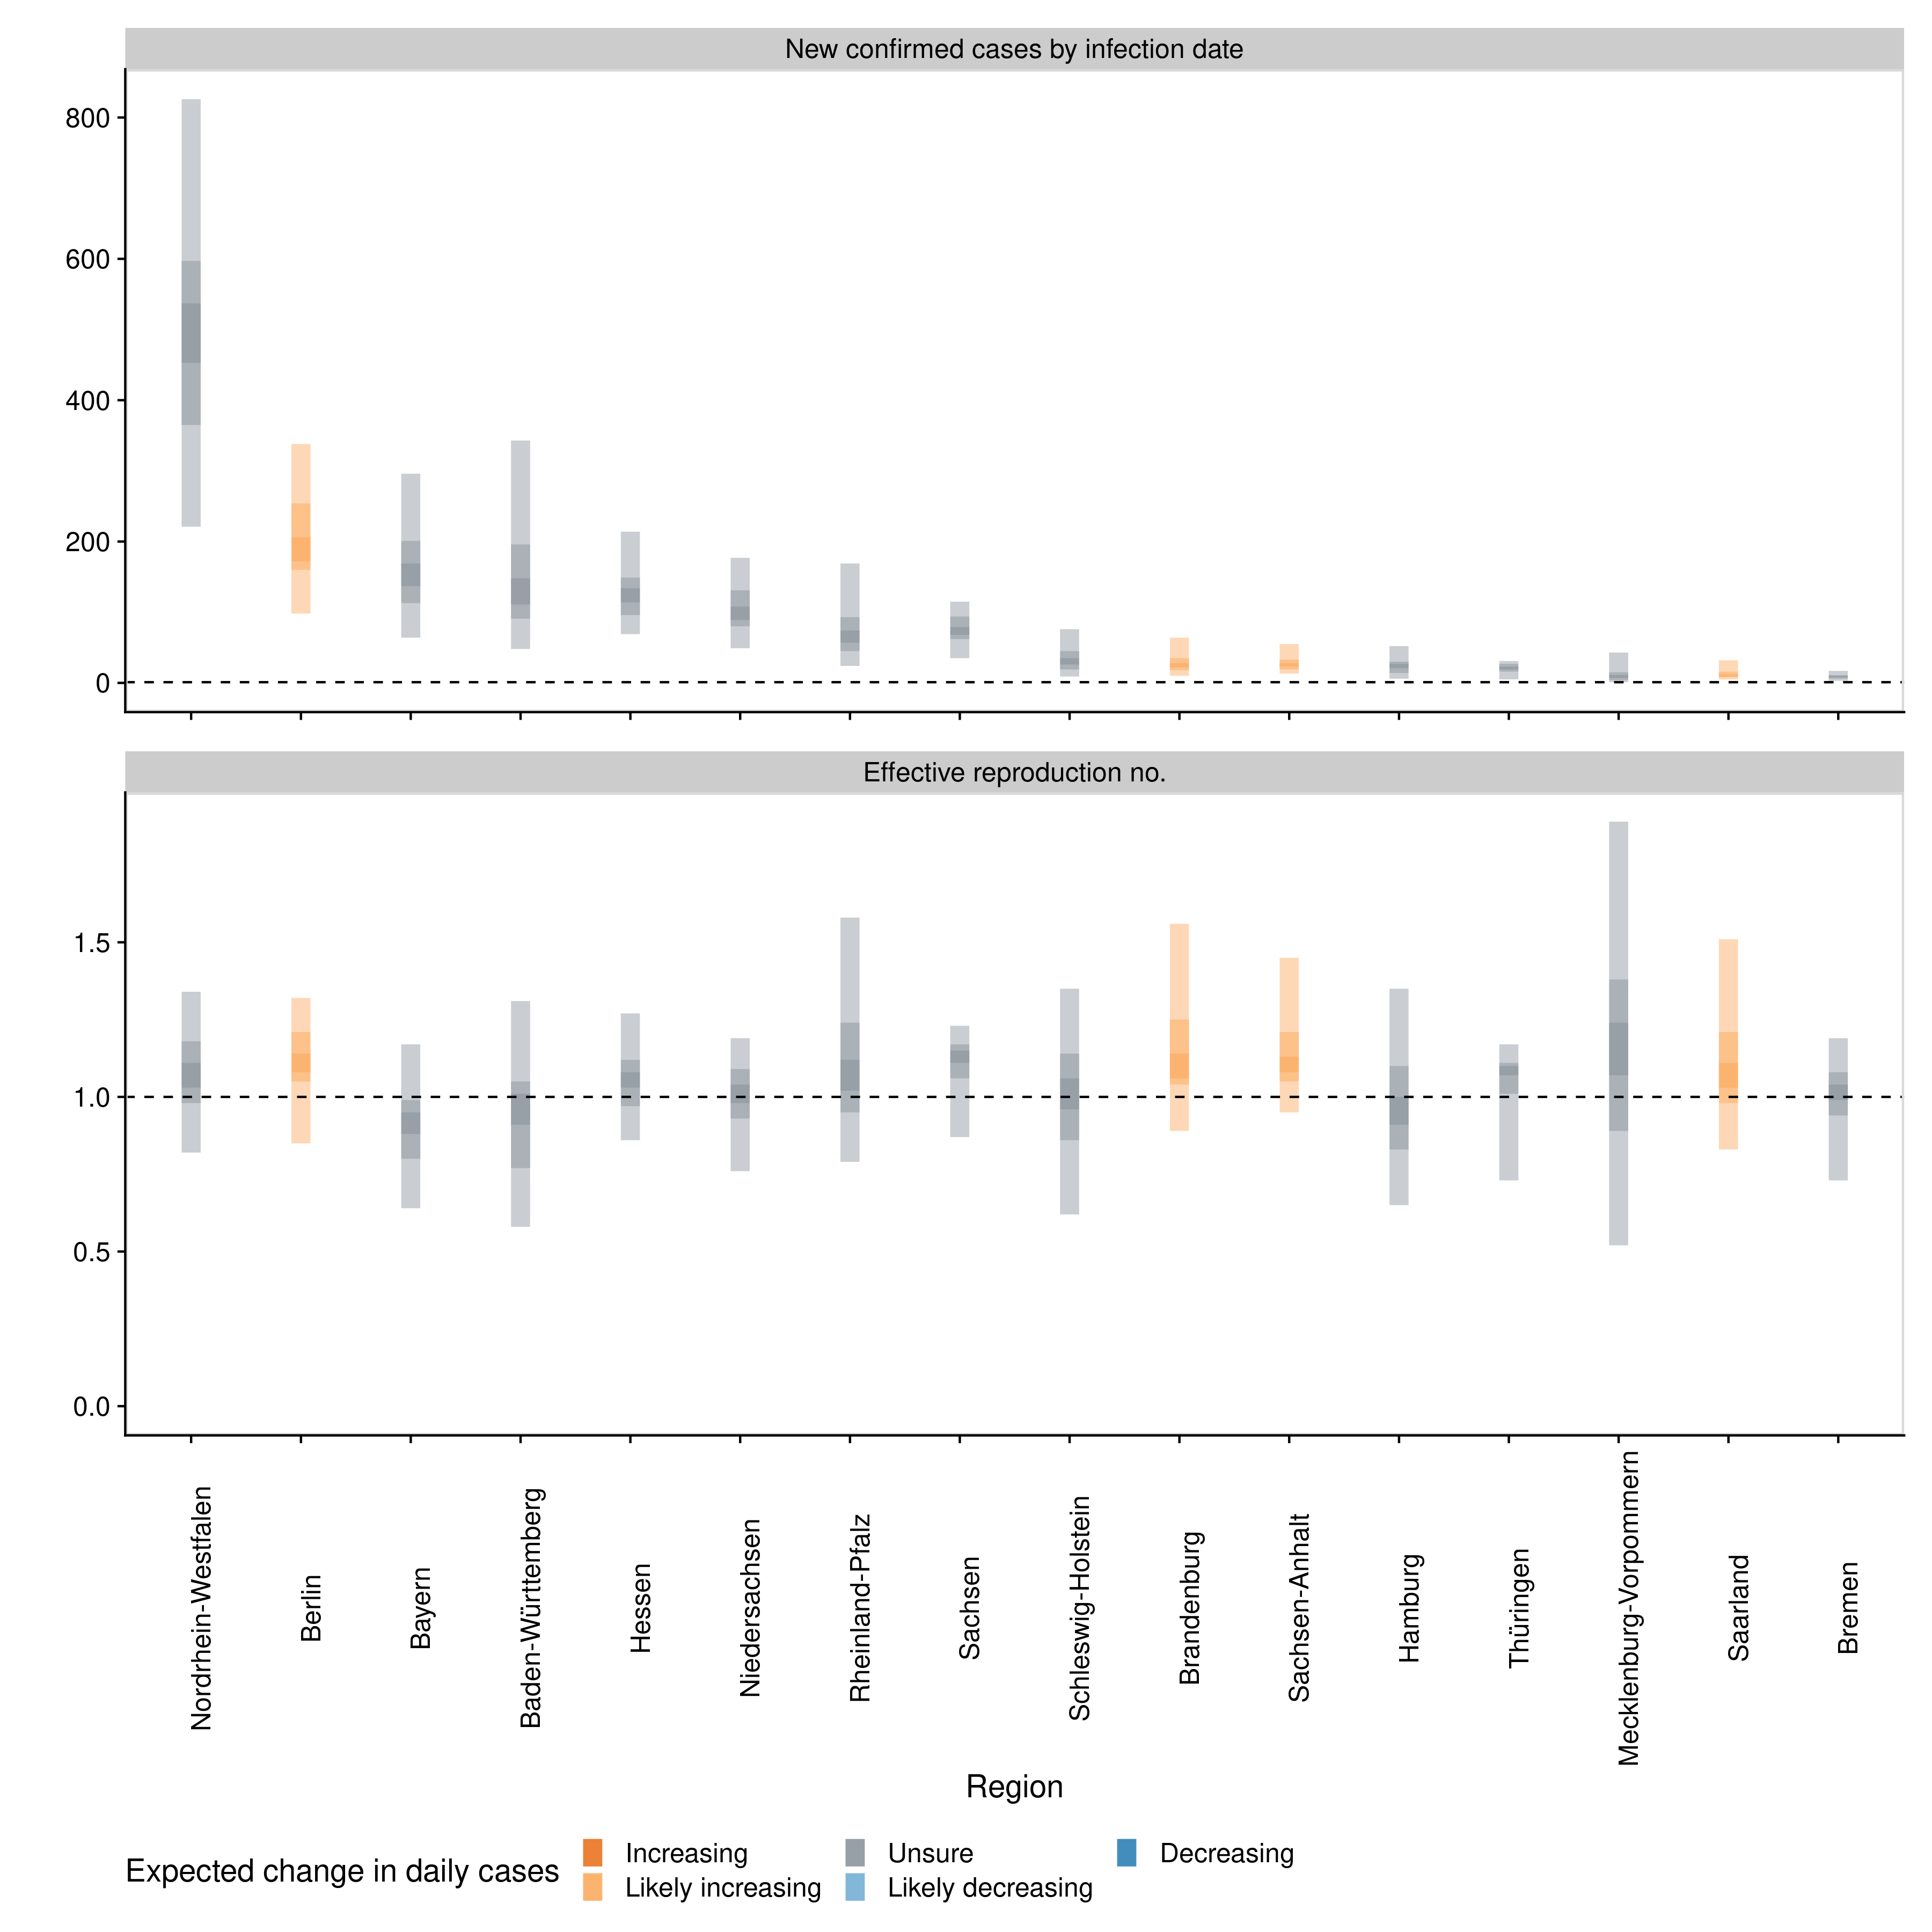 New confirmed cases by infection date
800
600
400
200
0
Effective reproduction no.
1.5
1.0
0.5
0.0
Nordrhein-Westfalen
Berlin
Bayern
Baden-Württemberg
Hessen
Niedersachsen
Rheinland-Pfalz
Sachsen
Schleswig-Holstein
Brandenburg
Sachsen-Anhalt
Hamburg
Thüringen
Mecklenburg-Vorpommern
Saarland
Bremen
Region
Expected change in daily cases
Increasing
Likely increasing
Unsure
Likely decreasing
Decreasing